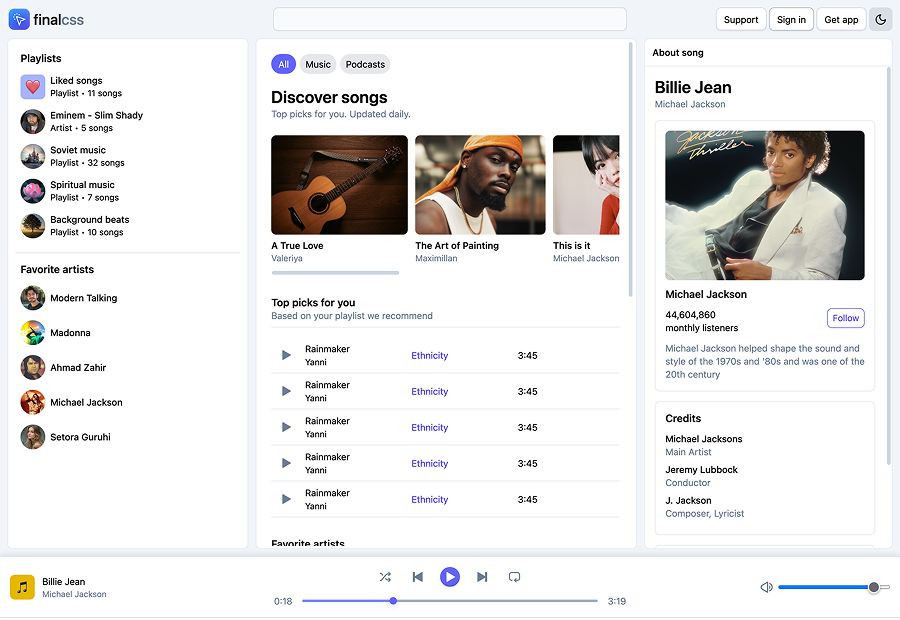 finalcss
Support
Sign in
Get app
Playlists
Liked songs
Playlist • 11 songs
Eminem - Slim Shady
Artist • 5 songs
Soviet music
Playlist • 32 songs
Spiritual music
Playlist • 7 songs
Background beats
Playlist • 10 songs
Favorite artists
Modern Talking
Madonna
Ahmad Zahir
Michael Jackson
Setora Guruhi
All
Music
Podcasts
Discover songs
Top picks for you. Updated daily.
A True Love
Valeriya
The Art of Painting
Maximillan
This is it
Michael Jackson
Top picks for you
Based on your playlist we recommend
Rainmaker
Yanni
Ethnicity
3:45
Rainmaker
Yanni
Ethnicity
3:45
Rainmaker
Yanni
Ethnicity
3:45
Rainmaker
Yanni
Ethnicity
3:45
Rainmaker
Yanni
Ethnicity
3:45
Favorite artists
About song
Billie Jean
Michael Jackson
Jackson
thriller
Michael Jackson
44,604,860
monthly listeners
Follow
Michael Jackson helped shape the sound and
style of the 1970s and '80s and was one of the
20th century
Credits
Michael Jacksons
Main Artist
Jeremy Lubbock
Conductor
J. Jackson
Composer, Lyricist
Billie Jean
Michael Jackson
0:18
3:19